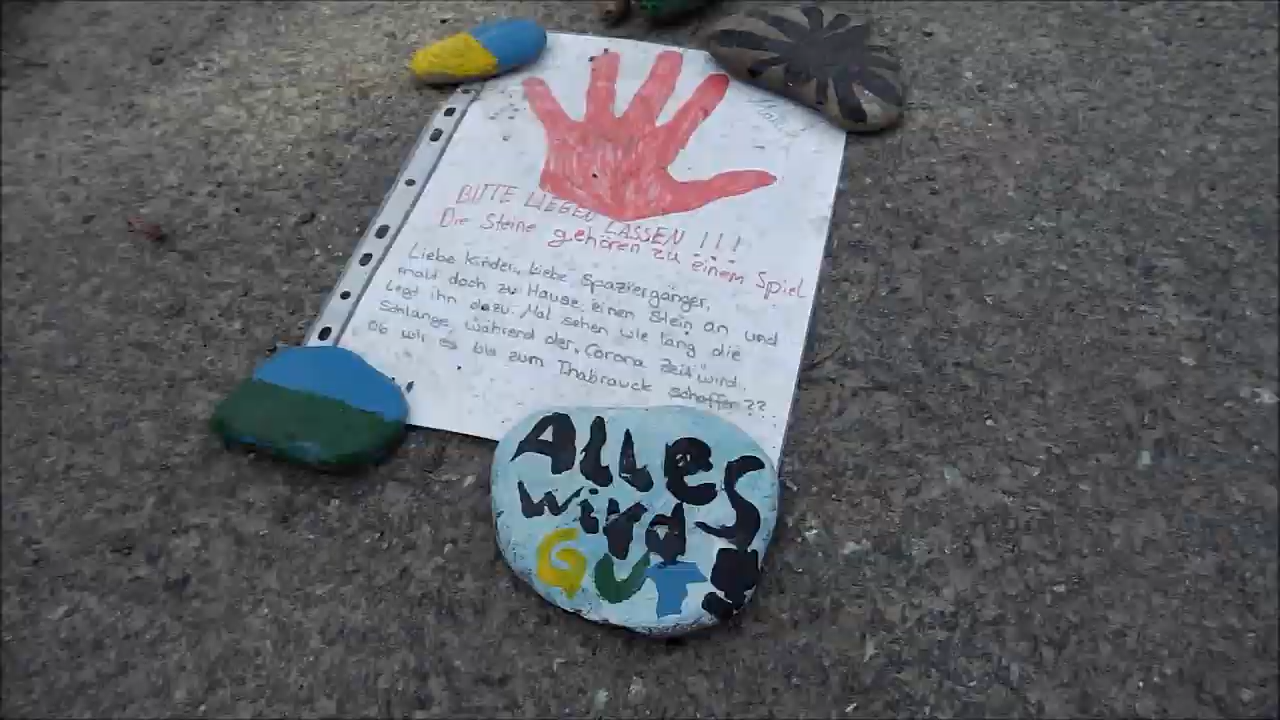 BITTE LIEGEN LASSEN !!!
Die Steine gehören zu einem Spiel
Liebe Kinder, liebe Spaziergänger,
malt doch zu Hause einen Stein an und
legt ihn dazu. Mal sehen wie lang die
Schlange, während der "Corona Zeit" wird.
Ob wir es bis zum Thabrauck schaffen ??
Alles
wird
GUT!